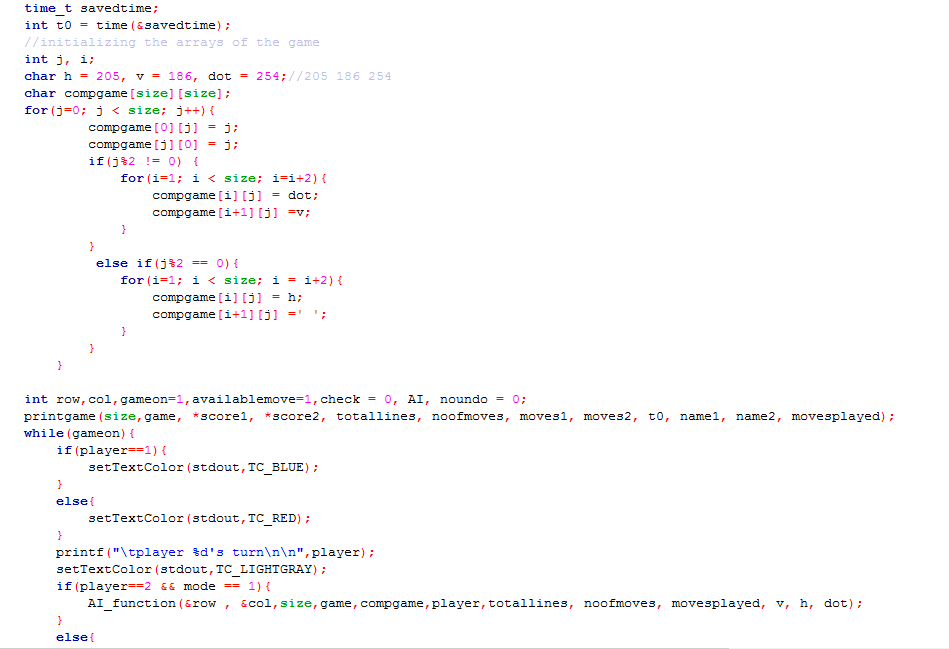 time_t savedtime;
int t0 = time(&savedtime);
//initializing the arrays of the game
int j, i;
char h = 205, v = 186, dot = 254;//205 186 254
char compgame[size][size];
for(j=0; j < size; j++){
        compgame[0][j] = j;
        compgame[j][0] = j;
        if(j%2 != 0) {
            for(i=1; i < size; i=i+2){
                compgame[i][j] = dot;
                compgame[i+1][j] =v;
            }
        }
         else if(j%2 == 0){
            for(i=1; i < size; i = i+2){
                compgame[i][j] = h;
                compgame[i+1][j] =' ';
            }
        }
    }
int row,col,gameon=1,availablemove=1,check = 0, AI, noundo = 0;
printgame(size,game, *score1, *score2, totallines, noofmoves, moves1, moves2, t0, name1, name2, movesplayed);
while(gameon){
    if(player==1){
        setTextColor(stdout,TC_BLUE);
    }
    else{
        setTextColor(stdout,TC_RED);
    }
    printf("\tplayer %d's turn\n\n",player);
    setTextColor(stdout,TC_LIGHTGRAY);
    if(player==2 && mode == 1){
        AI_function(&row , &col,size,game,compgame,player,totallines, noofmoves, movesplayed, v, h, dot);
    }
    else{